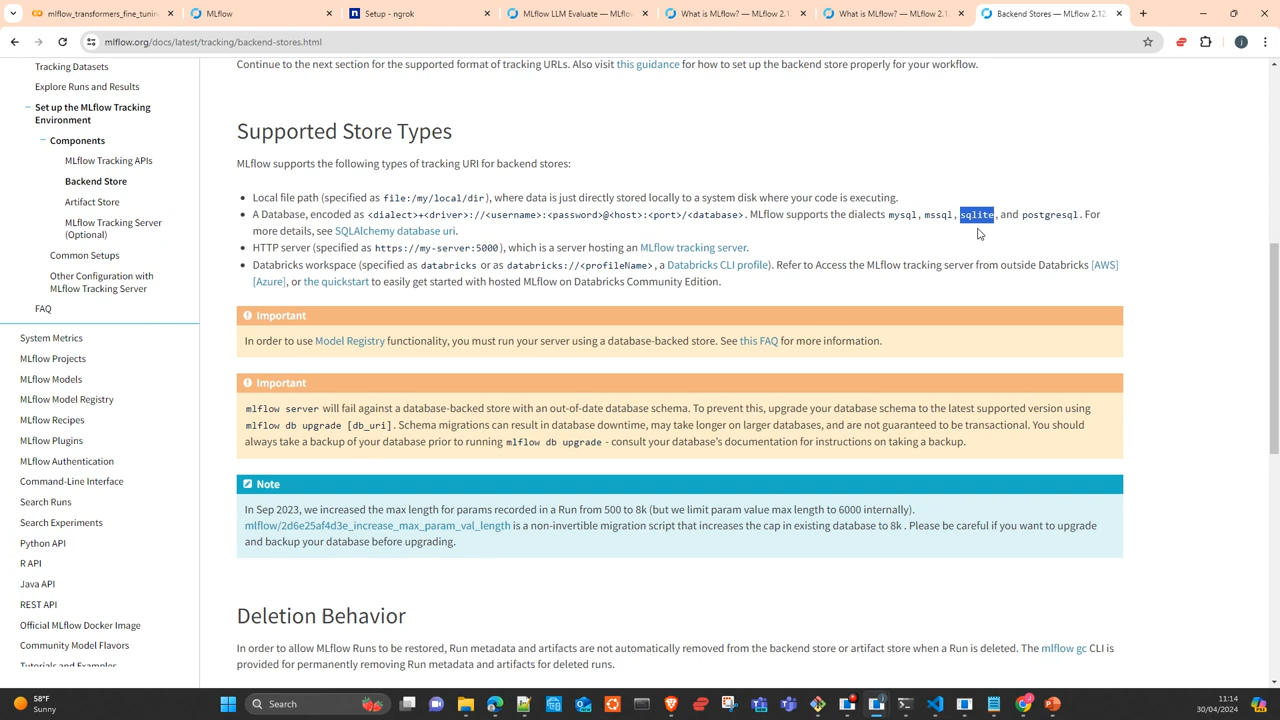 mlflow_transformers_fine_tunin
MLflow
Setup - ngrok
MLflow LLM Evaluate — MLflo
What is MLflow? — MLflow 2.1
What is MLflow? — MLflow 2.1
Backend Stores — MLflow 2.12.
mlflow.org/docs/latest/tracking/backend-stores.html
Tracking Datasets
Explore Runs and Results
Set up the MLflow Tracking
Environment
Components
MLflow Tracking APIs
Backend Store
Artifact Store
MLflow Tracking Server
(Optional)
Common Setups
Other Configuration with
MLflow Tracking Server
FAQ
System Metrics
MLflow Projects
MLflow Models
MLflow Model Registry
MLflow Recipes
MLflow Plugins
MLflow Authentication
Command-Line Interface
Search Runs
Search Experiments
Python API
R API
Java API
REST API
Official MLflow Docker Image
Community Model Flavors
Tutorials and Examples
Continue to the next section for the supported format of tracking URLs. Also visit this guidance for how to set up the backend store properly for your workflow.
Supported Store Types
MLflow supports the following types of tracking URI for backend stores:
Local file path (specified as file:/my/local/dir), where data is just directly stored locally to a system disk where your code is executing.
A Database, encoded as <dialect>+<driver>://<username>:<password>@<host>:<port>/<database>. MLflow supports the dialects mysql, mssql, sqlite, and postgresql. For
more details, see SQLAlchemy database uri.
HTTP server (specified as https://my-server:5000), which is a server hosting an MLflow tracking server.
Databricks workspace (specified as databricks or as databricks://<profileName>, a Databricks CLI profile). Refer to Access the MLflow tracking server from outside Databricks [AWS]
[Azure], or the quickstart to easily get started with hosted MLflow on Databricks Community Edition.
Important
In order to use Model Registry functionality, you must run your server using a database-backed store. See this FAQ for more information.
Important
mlflow server will fail against a database-backed store with an out-of-date database schema. To prevent this, upgrade your database schema to the latest supported version using
mlflow db upgrade [db_uri]. Schema migrations can result in database downtime, may take longer on larger databases, and are not guaranteed to be transactional. You should
always take a backup of your database prior to running mlflow db upgrade - consult your database's documentation for instructions on taking a backup.
Note
In Sep 2023, we increased the max length for params recorded in a Run from 500 to 8k (but we limit param value max length to 6000 internally).
mlflow/2d6e25af4d3e_increase_max_param_val_length is a non-invertible migration script that increases the cap in existing database to 8k . Please be careful if you want to upgrade
and backup your database before upgrading.
Deletion Behavior
In order to allow MLflow Runs to be restored, Run metadata and artifacts are not automatically removed from the backend store or artifact store when a Run is deleted. The mlflow gc CLI is
provided for permanently removing Run metadata and artifacts for deleted runs.
58°F
Sunny
Search
11:14
30/04/2024